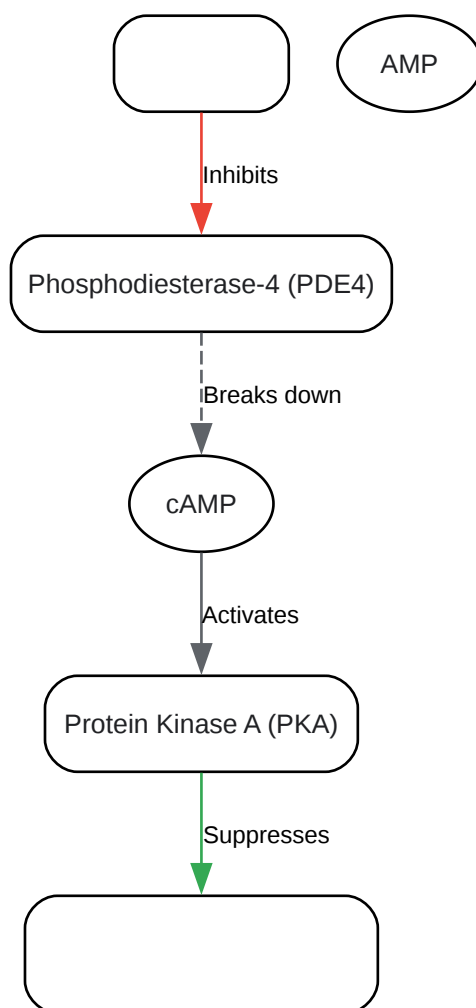 AMP
Inhibits
Phosphodiesterase-4 (PDE4)
Breaks down
cAMP
Activates
Protein Kinase A (PKA)
Suppresses